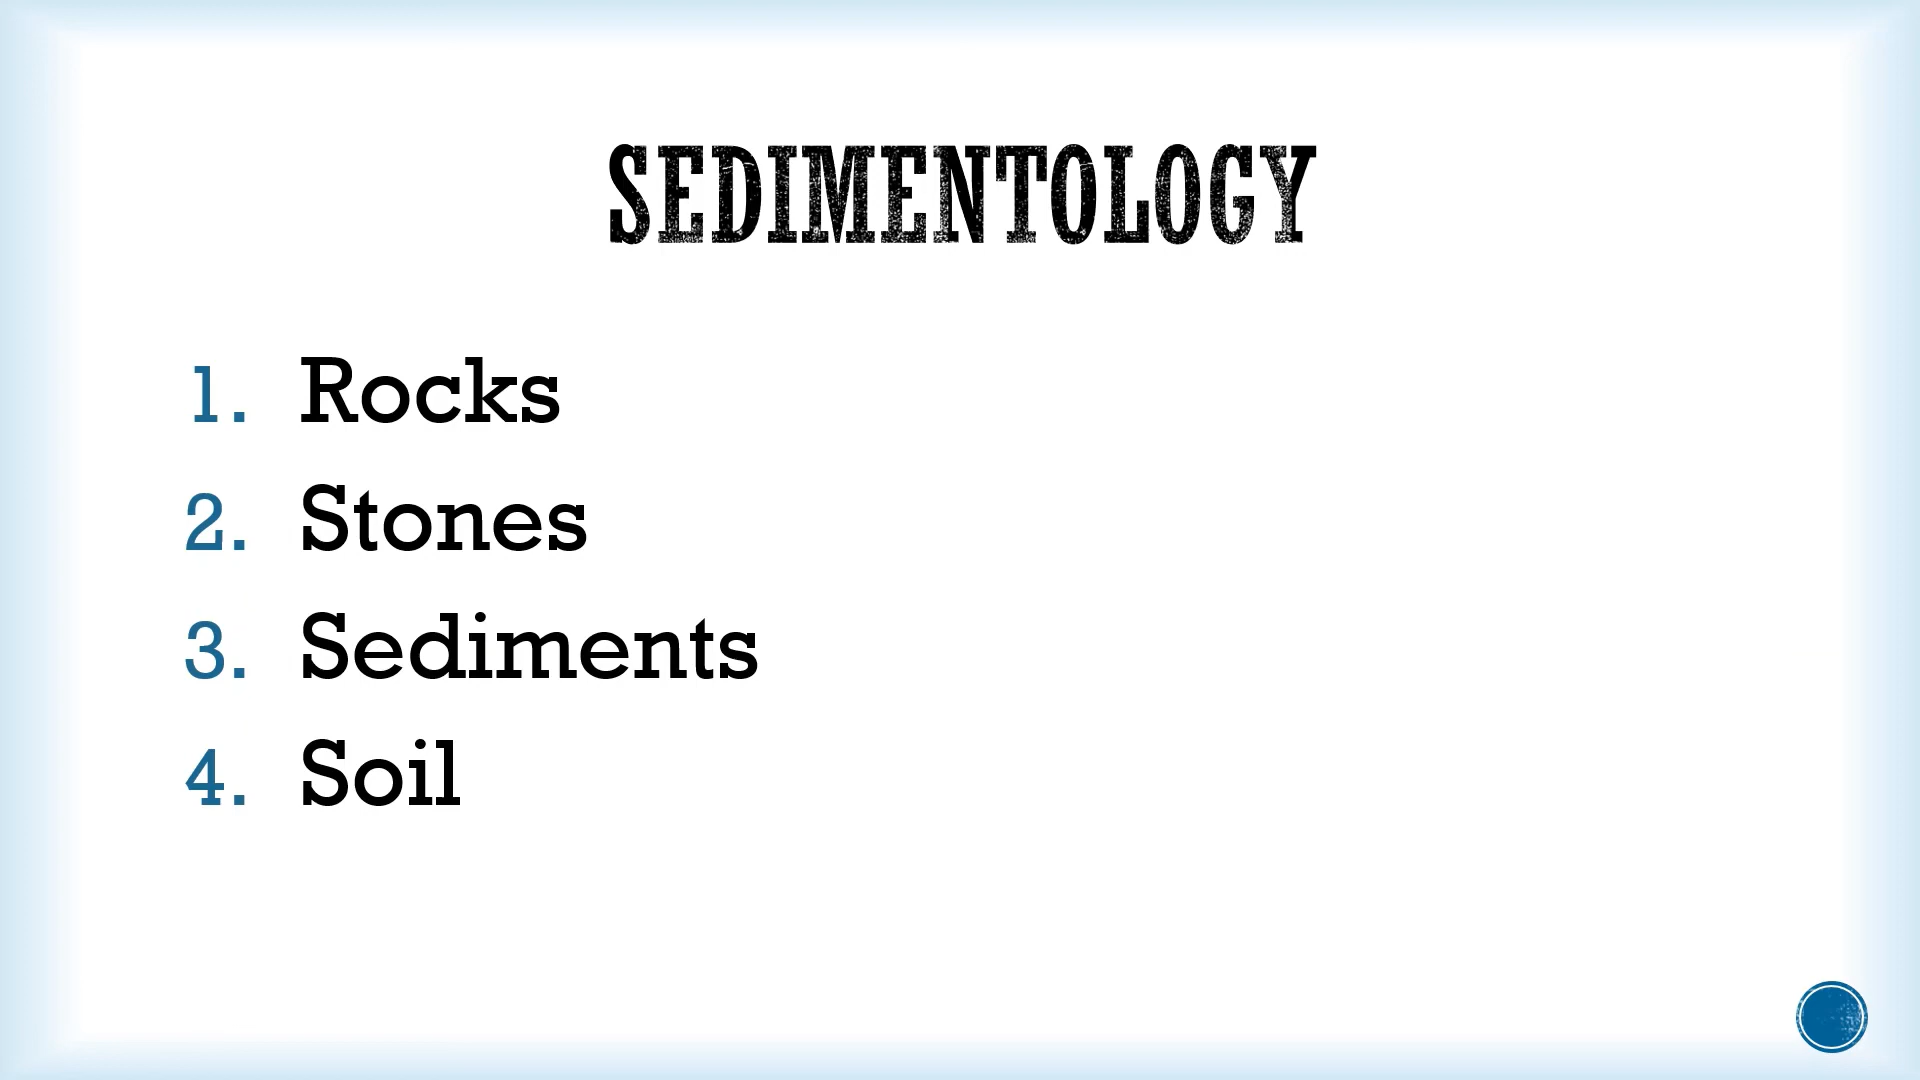 SEDIMENTOLOGY
1. Rocks
2. Stones
3. Sediments
4. Soil